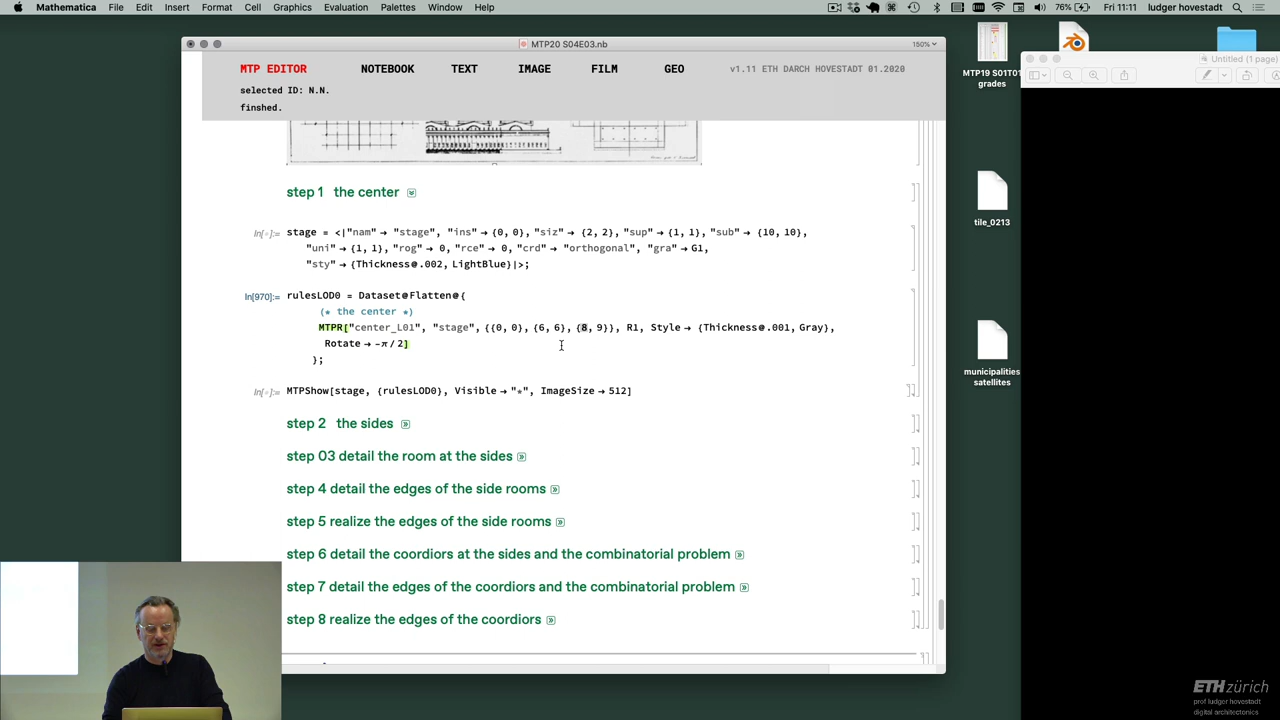 Mathematica File Edit Insert Format Cell Graphics Evaluation Palettes Window Help
76% Fri 11:11 ludger hovestadt
MTP20 S04E03.nb
150%
MTP EDITOR NOTEBOOK TEXT IMAGE FILM GEO v1.11 ETH DARCH HOVESTADT 01.2020
selected ID: N.N.
finshed.
step 1 the center
In[ ]:= stage = <|"nam" → "stage", "ins" → {0, 0}, "siz" → {2, 2}, "sup" → {1, 1}, "sub" → {10, 10},
"uni" → {1, 1}, "rog" → 0, "rce" → 0, "crd" → "orthogonal", "gra" → G1,
"sty" → {Thickness@.002, LightBlue}|>;
In[970]:= rulesLOD0 = Dataset@Flatten@{
(* the center *)
MTPR["center_L01", "stage", {{0, 0}, {6, 6}, {8, 9}}, R1, Style → {Thickness@.001, Gray},
Rotate → -π / 2]
};
In[ ]:= MTPShow[stage, {rulesLOD0}, Visible → "*", ImageSize → 512]
step 2 the sides
step 03 detail the room at the sides
step 4 detail the edges of the side rooms
step 5 realize the edges of the side rooms
step 6 detail the coordiors at the sides and the combinatorial problem
step 7 detail the edges of the coordiors and the combinatorial problem
step 8 realize the edges of the coordiors
MTP19 S01T01
grades
Untitled (1 page)
tile_0213
municipalities
satellites
ETH zürich
prof ludger hovestadt
digital architectonics